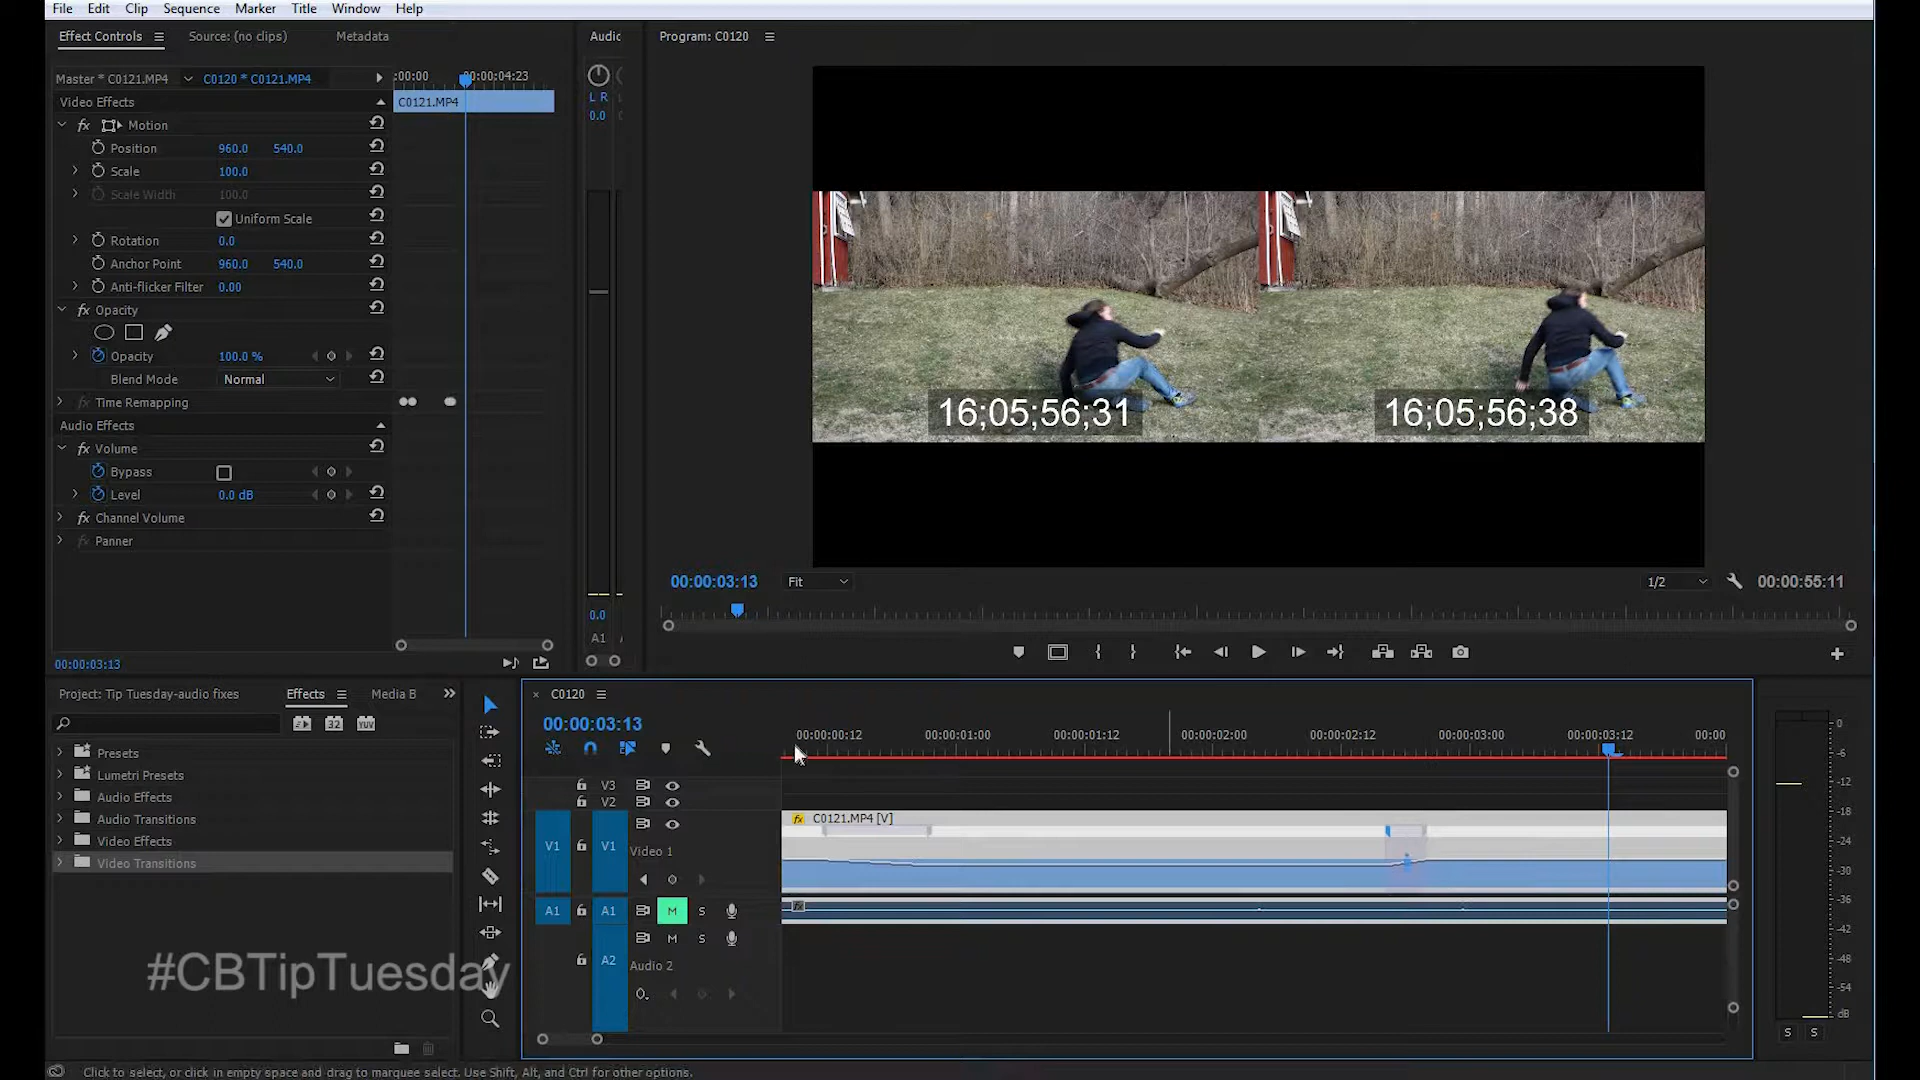 File Edit Clip Sequence Marker Title Window Help
Effect Controls Source: (no clips) Metadata
Master * C0121.MP4 C0120 * C0121.MP4
:00:00 00:00:04:23
Video Effects
C0121.MP4
fx Motion
Position 960.0 540.0
Scale 100.0
Scale Width 100.0
Uniform Scale
Rotation 0.0
Anchor Point 960.0 540.0
Anti-flicker Filter 0.00
fx Opacity
Opacity 100.0 %
Blend Mode Normal
fx Time Remapping
Audio Effects
fx Volume
Bypass
Level 0.0 dB
fx Channel Volume
fx Panner
00:00:03:13
Audic
L R
0.0
0.0
A1
Program: C0120
16;05;56;31 16;05;56;38
00:00:03:13 Fit 1/2 00:00:55:11
Project: Tip Tuesday-audio fixes Effects Media B
32 YUV
Presets
Lumetri Presets
Audio Effects
Audio Transitions
Video Effects
Video Transitions
C0120
00:00:03:13
00:00:00:12 00:00:01:00 00:00:01:12 00:00:02:00 00:00:02:12 00:00:03:00 00:00:03:12 00:00
V3
V2
fx C0121.MP4 [V]
V1 V1 Video 1
A1 A1 M S fx
M S
A2 Audio 2
0
-6
-12
-18
-24
-30
-36
-42
-48
-54
dB
S S
#CBTipTuesday
Click to select, or click in empty space and drag to marquee select. Use Shift, Alt, and Ctrl for other options.